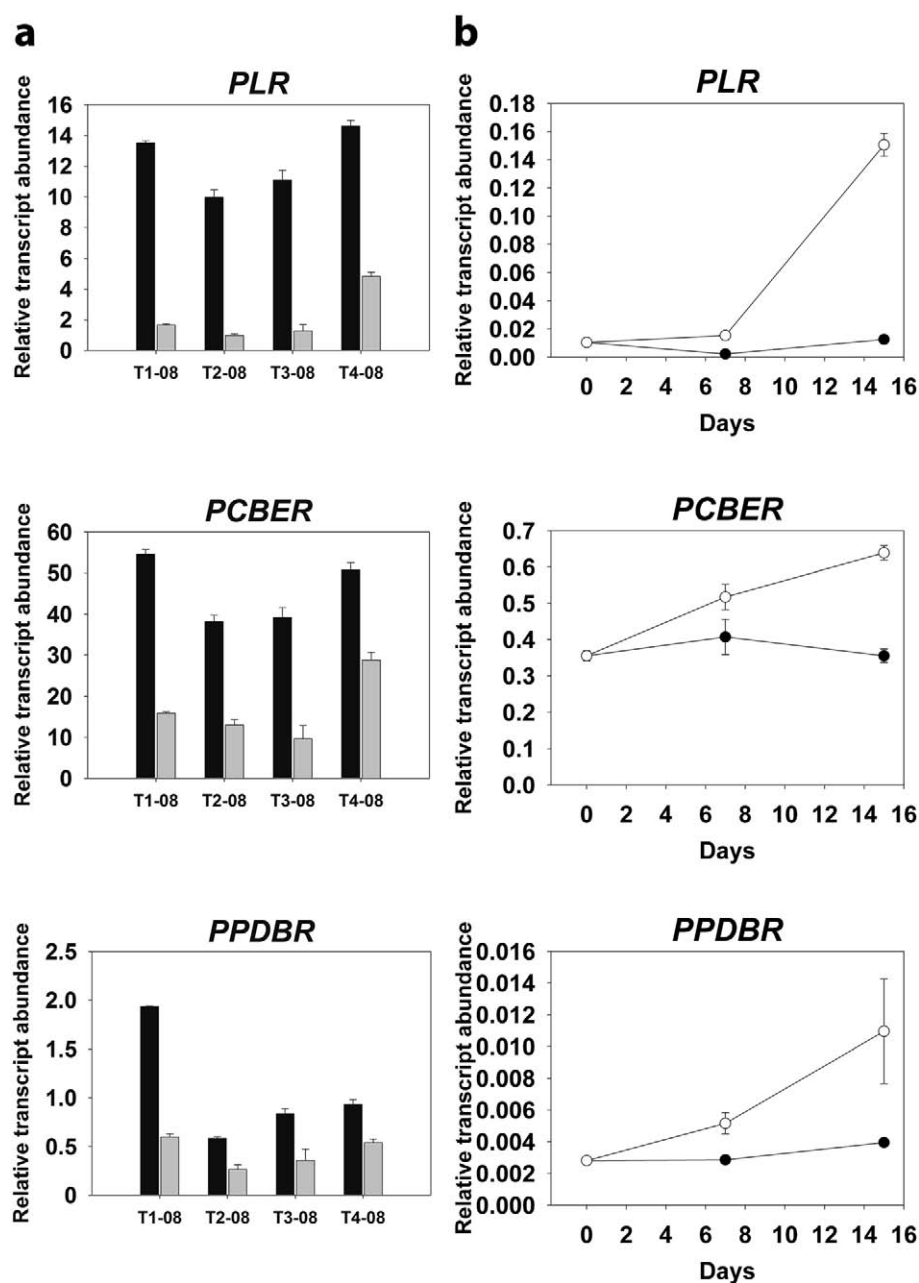 a
PLR
Relative transcript abundance
16
14
12
10
8
6
4
2
0
T1-08 T2-08 T3-08 T4-08
PCBER
Relative transcript abundance
60
50
40
30
20
10
0
T1-08 T2-08 T3-08 T4-08
PPDBR
Relative transcript abundance
2.5
2.0
1.5
1.0
0.5
0
T1-08 T2-08 T3-08 T4-08
b
PLR
Relative transcript abundance
0.18
0.16
0.14
0.12
0.10
0.08
0.06
0.04
0.02
0.00
0 2 4 6 8 10 12 14 16
Days
PCBER
Relative transcript abundance
0.7
0.6
0.5
0.4
0.3
0.2
0.1
0.0
0 2 4 6 8 10 12 14 16
Days
PPDBR
Relative transcript abundance
0.016
0.014
0.012
0.010
0.008
0.006
0.004
0.002
0.000
0 2 4 6 8 10 12 14 16
Days